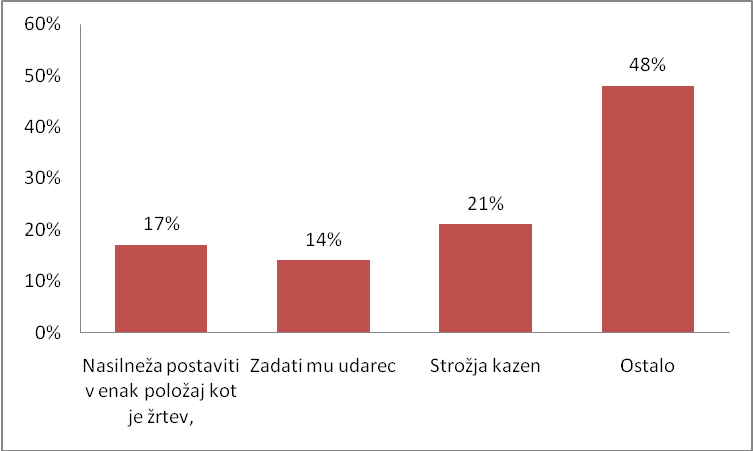 60%
50%
40%
30%
20%
10%
0%
17%
14%
21%
48%
Nasilneža postaviti
v enak položaj kot
je žrtev,
Zadati mu udarec
Strožja kazen
Ostalo